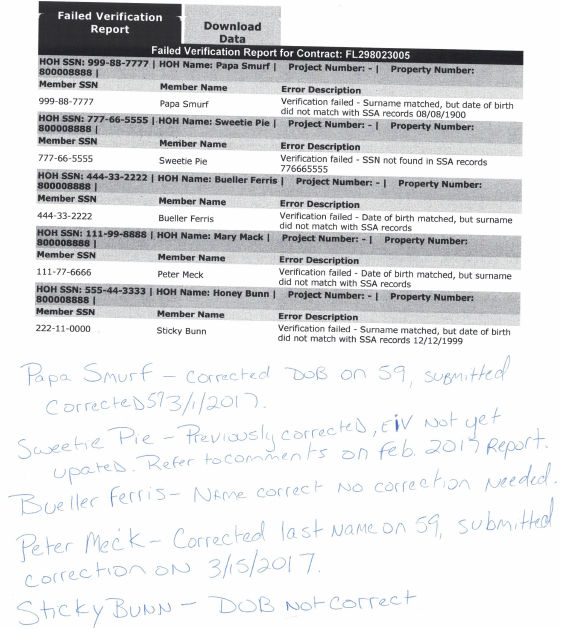 Failed Verification
Report
Download
Data
Failed Verification Report for Contract: FL298023005
HOH SSN: 999-88-7777 | HOH Name: Papa Smurf | Project Number: - | Property Number:
800008888 |
Member SSN Member Name Error Description
999-88-7777 Papa Smurf Verification failed - Surname matched, but date of birth
did not match with SSA records 08/08/1900
HOH SSN: 777-66-5555 | HOH Name: Sweetie Pie | Project Number: - | Property Number:
800008888 |
Member SSN Member Name Error Description
777-66-5555 Sweetie Pie Verification failed - SSN not found in SSA records
776665555
HOH SSN: 444-33-2222 | HOH Name: Bueller Ferris | Project Number: - | Property Number:
800008888 |
Member SSN Member Name Error Description
444-33-2222 Bueller Ferris Verification failed - Date of birth matched, but surname
did not match with SSA records
HOH SSN: 111-99-8888 | HOH Name: Mary Mack | Project Number: - | Property Number:
800008888 |
Member SSN Member Name Error Description
111-77-6666 Peter Meck Verification failed - Date of birth matched, but surname
did not match with SSA records
HOH SSN: 555-44-3333 | HOH Name: Honey Bunn | Project Number: - | Property Number:
800008888 |
Member SSN Member Name Error Description
222-11-0000 Sticky Bunn Verification failed - Surname matched, but date of birth
did not match with SSA records 12/12/1999
Papa Smurf - corrected DOB on 59, submitted
corrected 59 3/1/2017.
Sweetie Pie - Previously corrected, EIV Not yet
upated. Refer to comments on Feb. 2017 Report.
Bueller Ferris - Name correct No correction needed.
Peter Meck - Corrected last name on 59, submitted
correction on 3/15/2017.
Sticky Bunn - DOB Not correct